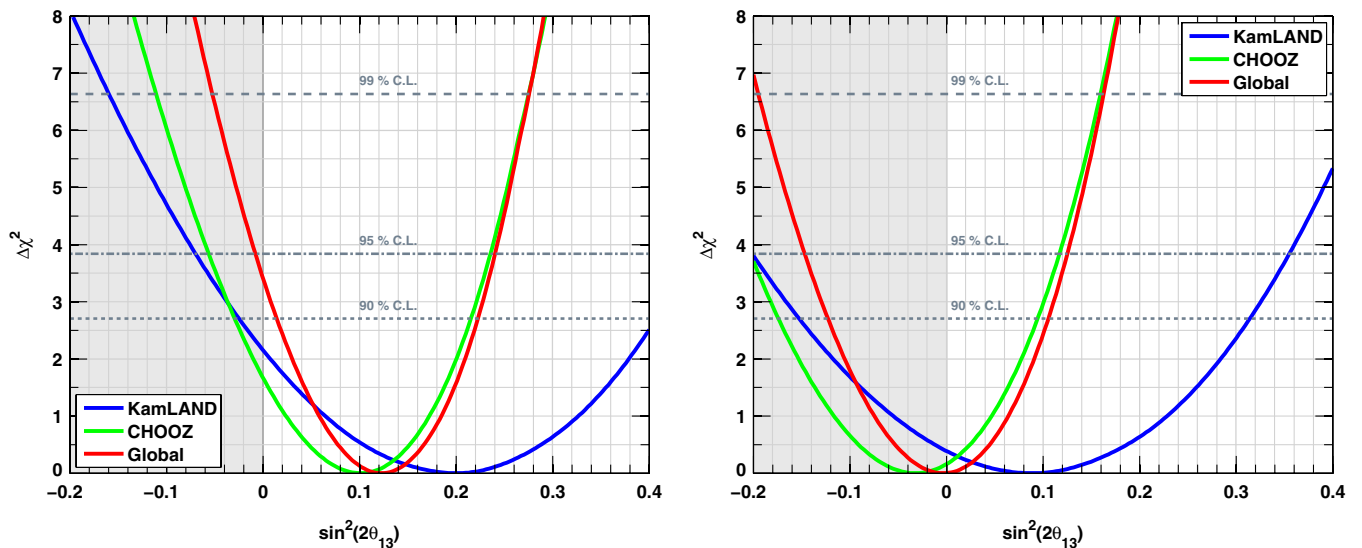 8
7
6
5
4
3
2
1
0
Δχ²
99 % C.L.
95 % C.L.
90 % C.L.
KamLAND
CHOOZ
Global
−0.2 −0.1 0 0.1 0.2 0.3 0.4
sin²(2θ₁₃)
8
7
6
5
4
3
2
1
0
Δχ²
KamLAND
CHOOZ
Global
99 % C.L.
95 % C.L.
90 % C.L.
−0.2 −0.1 0 0.1 0.2 0.3 0.4
sin²(2θ₁₃)